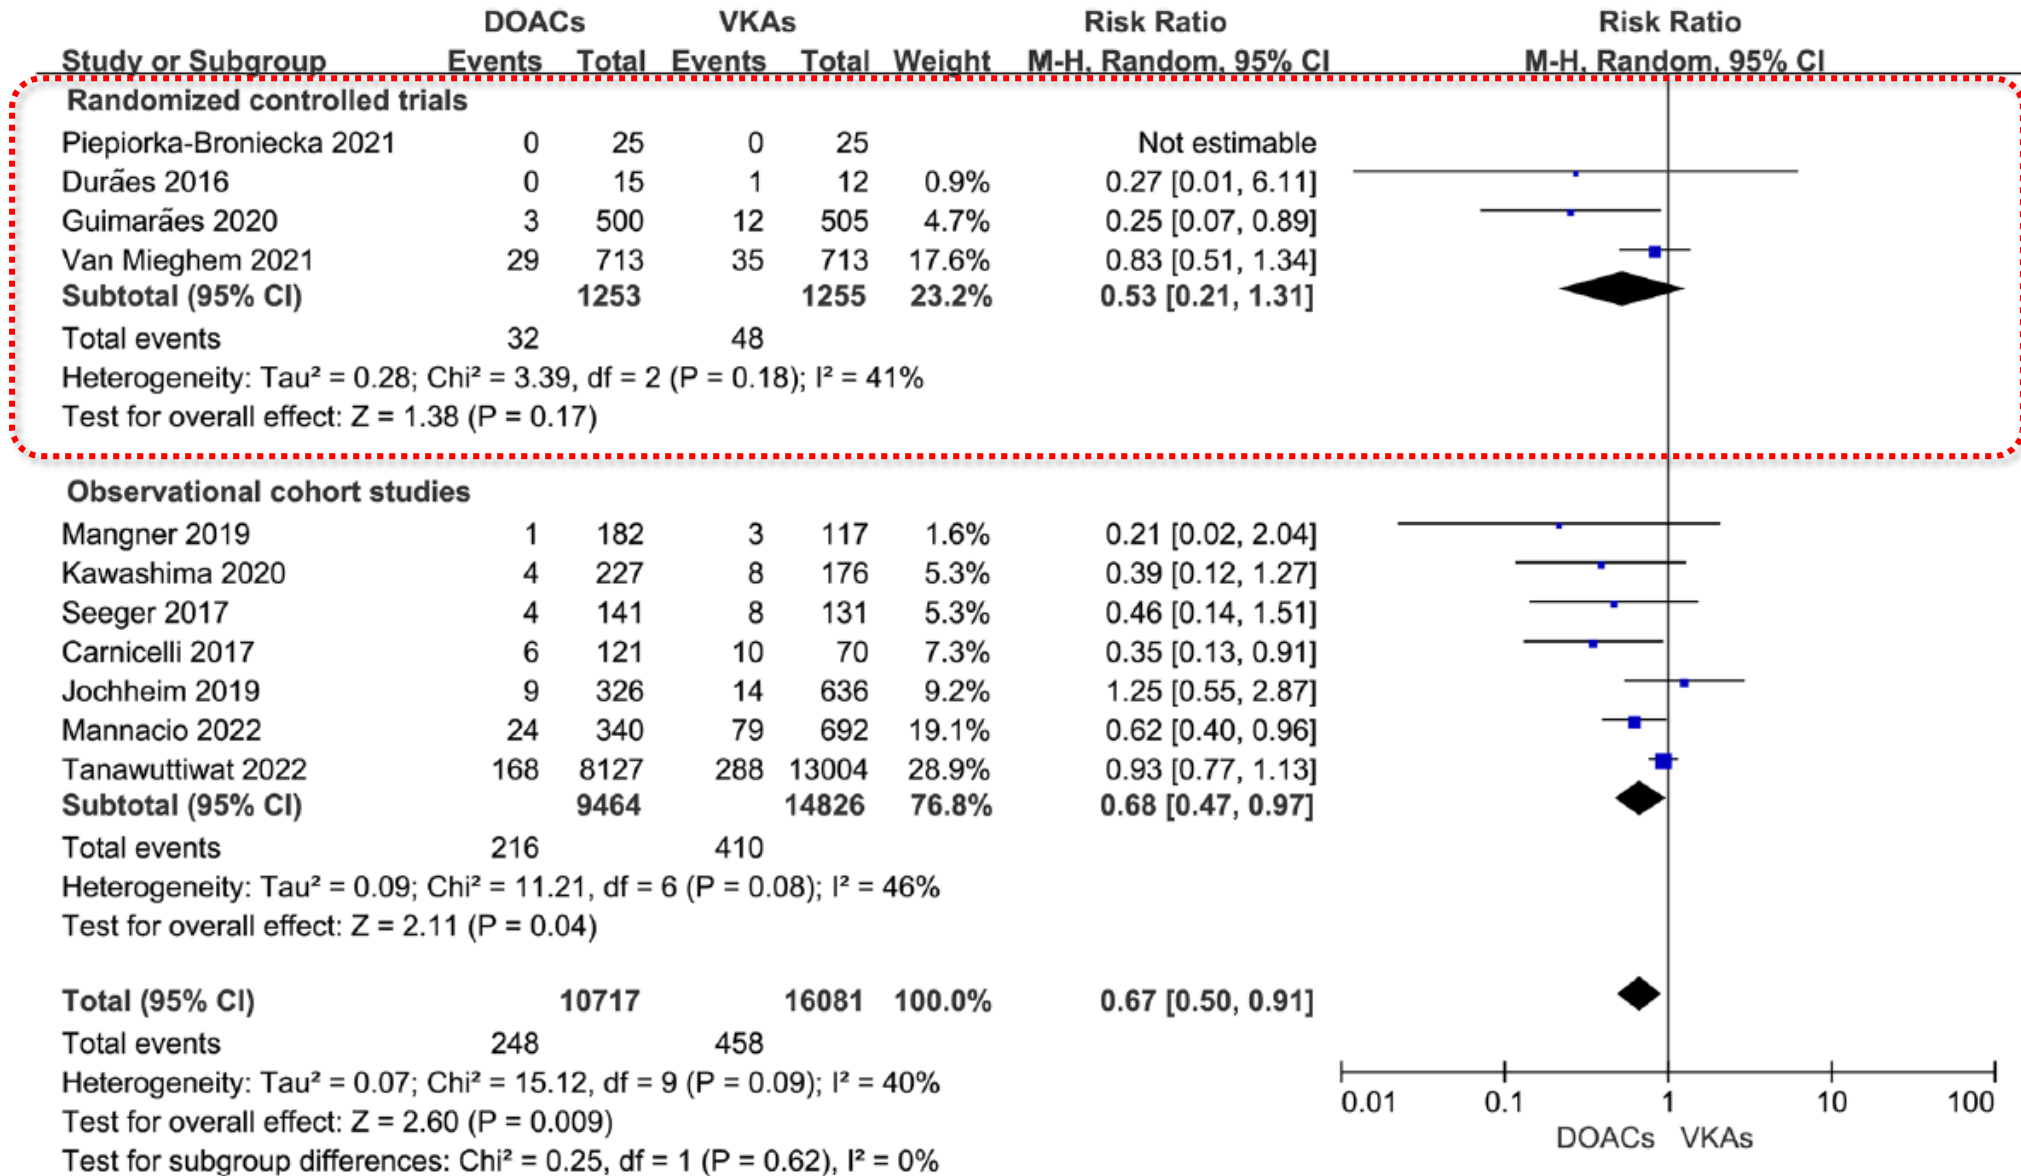 DOACs VKAs Risk Ratio Risk Ratio
Study or Subgroup Events Total Events Total Weight M-H, Random, 95% CI M-H, Random, 95% CI
Randomized controlled trials
Piepiorka-Broniecka 2021 0 25 0 25 Not estimable
Durães 2016 0 15 1 12 0.9% 0.27 [0.01, 6.11]
Guimarães 2020 3 500 12 505 4.7% 0.25 [0.07, 0.89]
Van Mieghem 2021 29 713 35 713 17.6% 0.83 [0.51, 1.34]
Subtotal (95% CI) 1253 1255 23.2% 0.53 [0.21, 1.31]
Total events 32 48
Heterogeneity: Tau² = 0.28; Chi² = 3.39, df = 2 (P = 0.18); I² = 41%
Test for overall effect: Z = 1.38 (P = 0.17)
Observational cohort studies
Mangner 2019 1 182 3 117 1.6% 0.21 [0.02, 2.04]
Kawashima 2020 4 227 8 176 5.3% 0.39 [0.12, 1.27]
Seeger 2017 4 141 8 131 5.3% 0.46 [0.14, 1.51]
Carnicelli 2017 6 121 10 70 7.3% 0.35 [0.13, 0.91]
Jochheim 2019 9 326 14 636 9.2% 1.25 [0.55, 2.87]
Mannacio 2022 24 340 79 692 19.1% 0.62 [0.40, 0.96]
Tanawuttiwat 2022 168 8127 288 13004 28.9% 0.93 [0.77, 1.13]
Subtotal (95% CI) 9464 14826 76.8% 0.68 [0.47, 0.97]
Total events 216 410
Heterogeneity: Tau² = 0.09; Chi² = 11.21, df = 6 (P = 0.08); I² = 46%
Test for overall effect: Z = 2.11 (P = 0.04)
Total (95% CI) 10717 16081 100.0% 0.67 [0.50, 0.91]
Total events 248 458
Heterogeneity: Tau² = 0.07; Chi² = 15.12, df = 9 (P = 0.09); I² = 40%
Test for overall effect: Z = 2.60 (P = 0.009)
Test for subgroup differences: Chi² = 0.25, df = 1 (P = 0.62), I² = 0%
0.01 0.1 1 10 100
DOACs VKAs